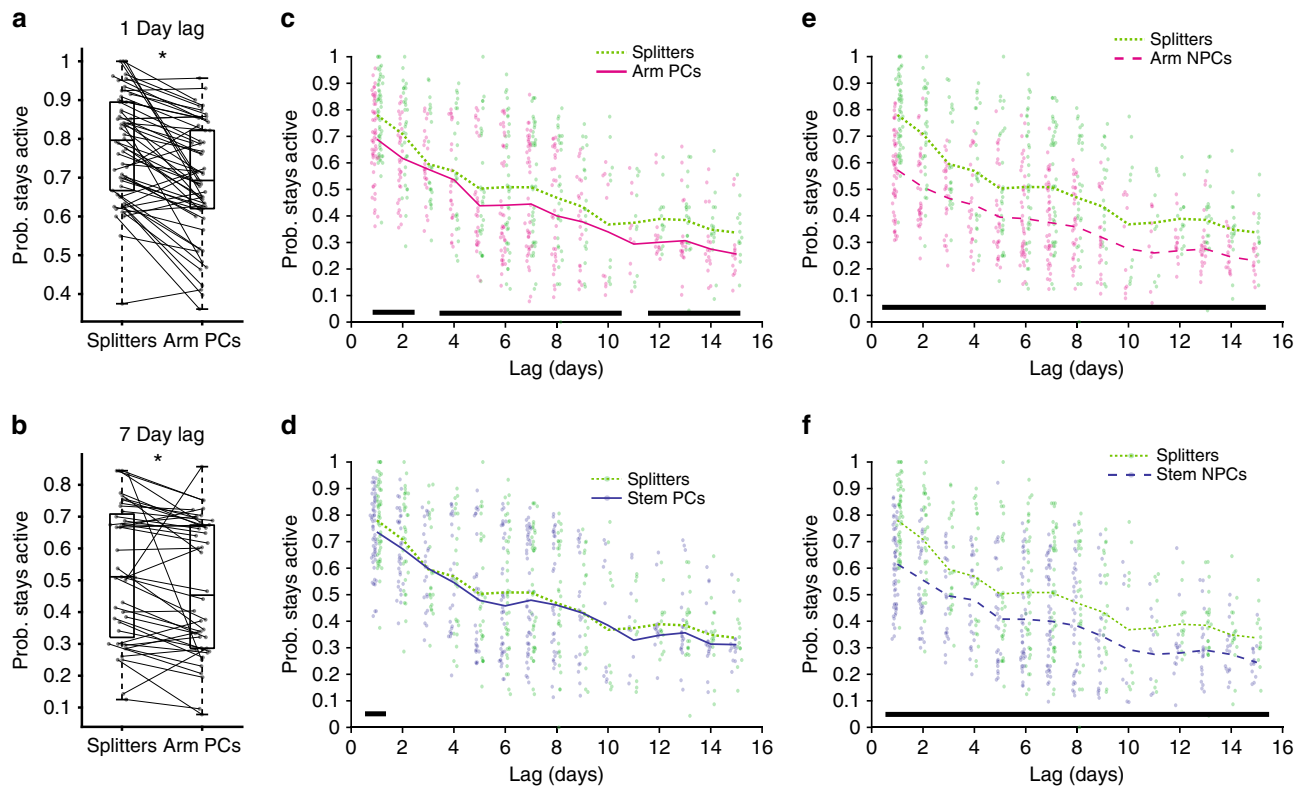 a
1 Day lag
*
1
0.9
0.8
0.7
0.6
0.5
0.4
Prob. stays active
Splitters Arm PCs
b
7 Day lag
*
0.8
0.7
0.6
0.5
0.4
0.3
0.2
0.1
Prob. stays active
Splitters Arm PCs
c
Splitters
Arm PCs
1
0.9
0.8
0.7
0.6
0.5
0.4
0.3
0.2
0.1
0
Prob. stays active
0 2 4 6 8 10 12 14 16
Lag (days)
d
Splitters
Stem PCs
1
0.9
0.8
0.7
0.6
0.5
0.4
0.3
0.2
0.1
0
Prob. stays active
0 2 4 6 8 10 12 14 16
Lag (days)
e
Splitters
Arm NPCs
1
0.9
0.8
0.7
0.6
0.5
0.4
0.3
0.2
0.1
0
Prob. stays active
0 2 4 6 8 10 12 14 16
Lag (days)
f
Splitters
Stem NPCs
1
0.9
0.8
0.7
0.6
0.5
0.4
0.3
0.2
0.1
0
Prob. stays active
0 2 4 6 8 10 12 14 16
Lag (days)